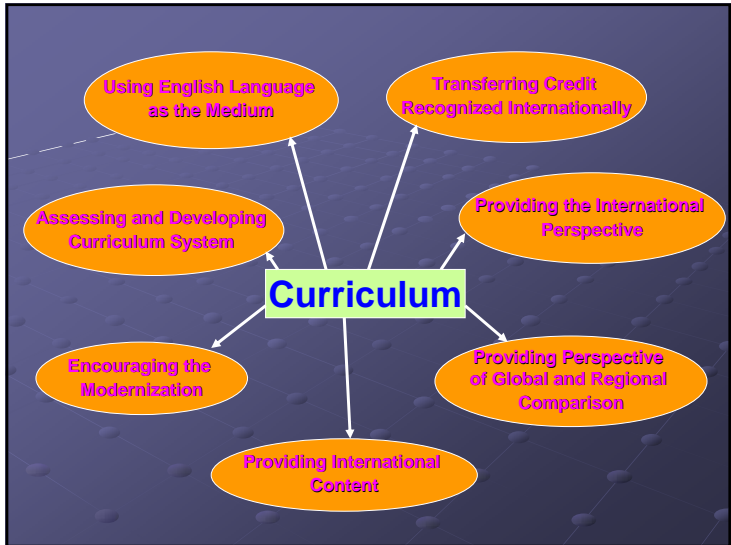 Using English Language
as the Medium
Transferring Credit
Recognized Internationally
Assessing and Developing
Curriculum System
Providing the International
Perspective
Curriculum
Encouraging the
Modernization
Providing Perspective
of Global and Regional
Comparison
Providing International
Content